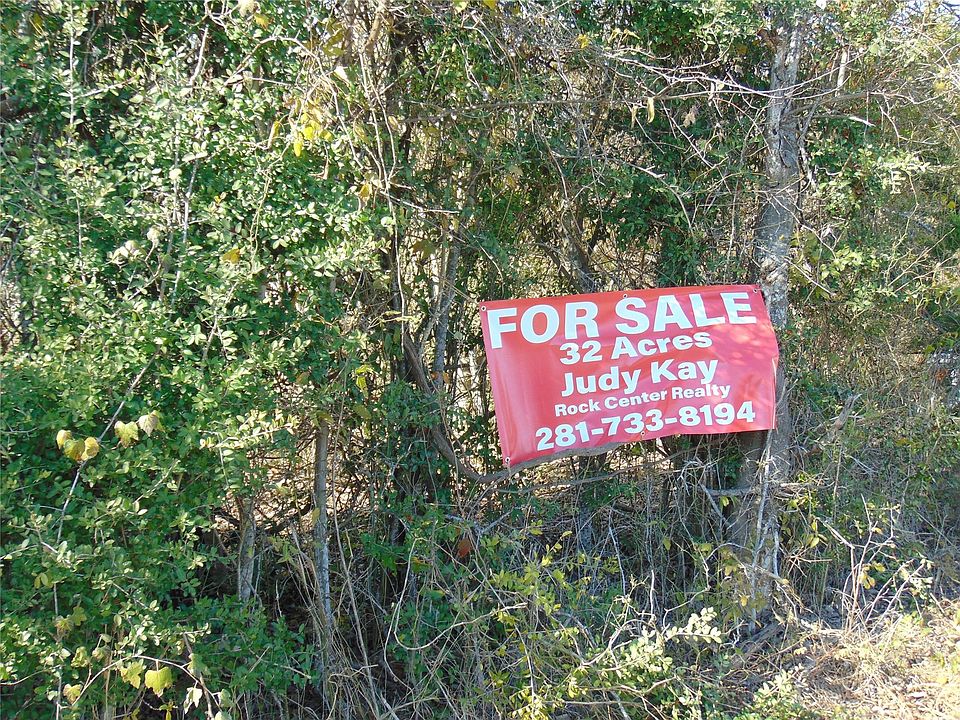 FOR SALE
32 Acres
Judy Kay
Rock Center Realty
281-733-8194